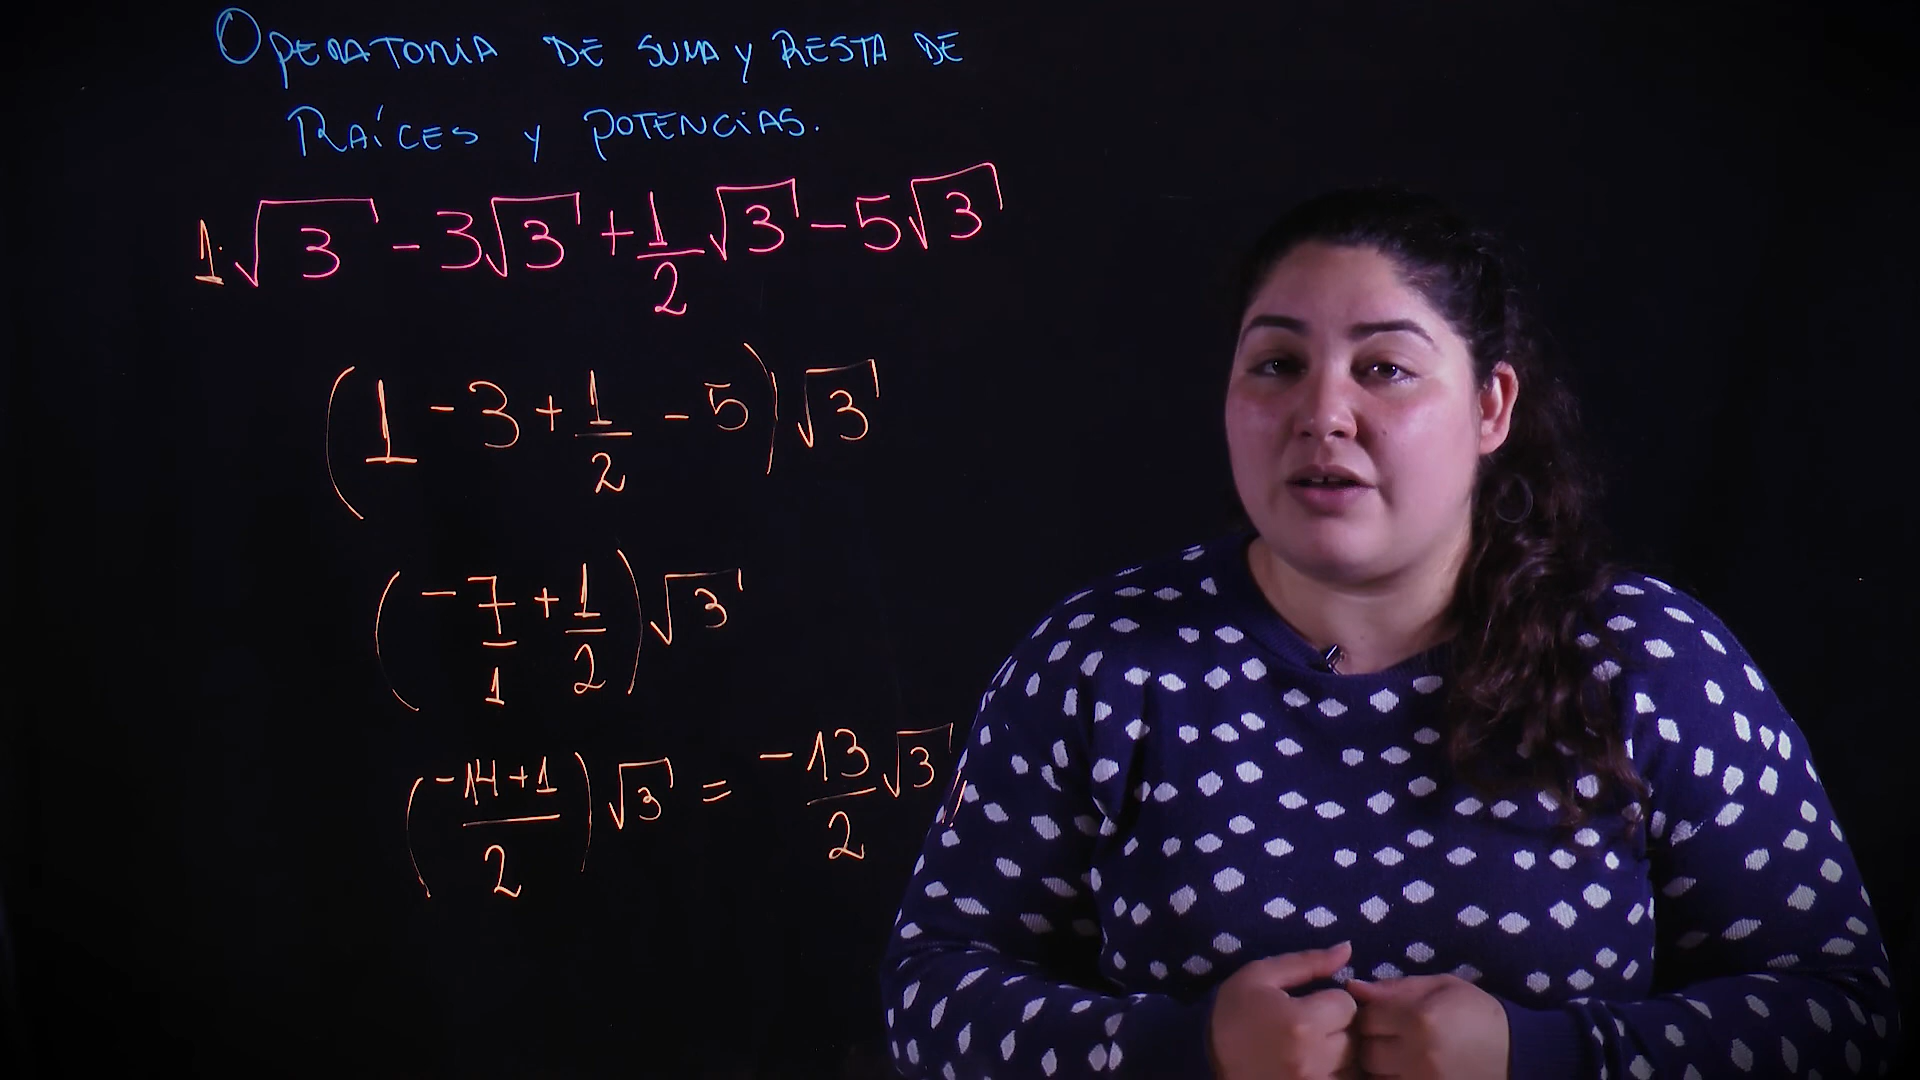 OPERATORIA DE SUMA Y RESTA DE
RAÍCES Y POTENCIAS.
1·√3 - 3√3 + 1/2 √3 - 5√3
(1 - 3 + 1/2 - 5) √3
(-7/1 + 1/2) √3
((-14+1)/2) √3 = -13/2 √3 //